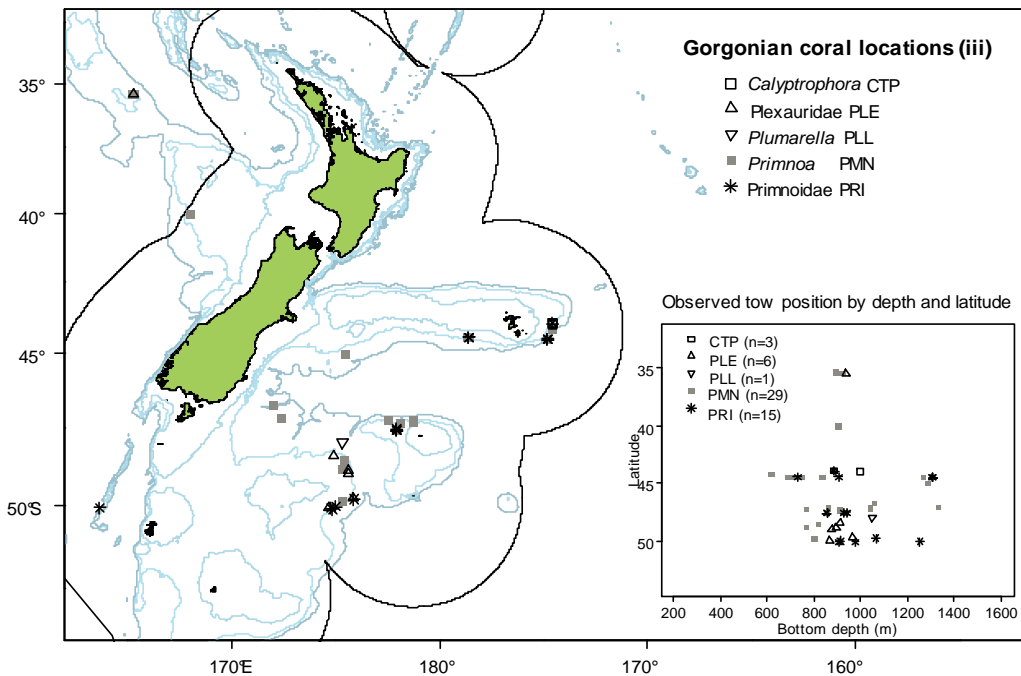 Gorgonian coral locations (iii)
Calyptrophora CTP
Plexauridae PLE
Plumarella PLL
Primnoa PMN
Primnoidae PRI
35°
40°
45°
50°S
170°E
180°
170°
160°
Observed tow position by depth and latitude
CTP (n=3)
PLE (n=6)
PLL (n=1)
PMN (n=29)
PRI (n=15)
Latitude
35
40
45
50
200
400
600
800
1000
1200
1400
1600
Bottom depth (m)